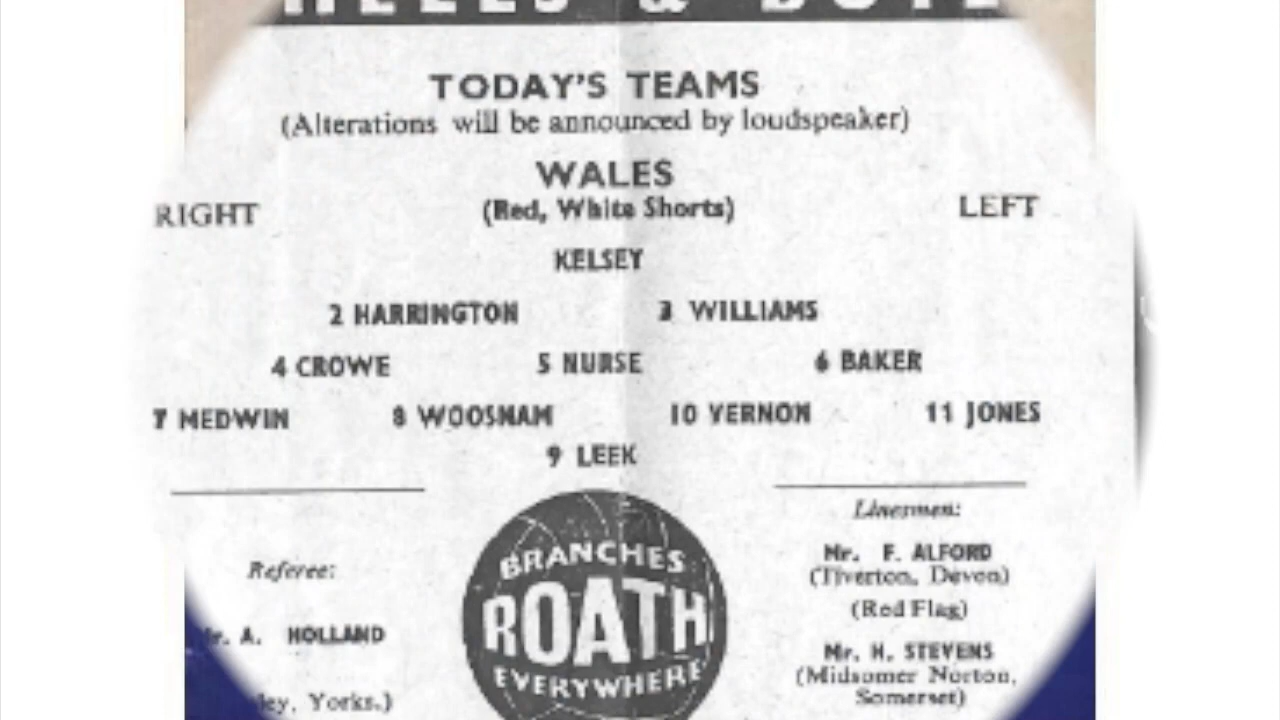 TODAY'S TEAMS
(Alterations will be announced by loudspeaker)
WALES
RIGHT (Red, White Shorts) LEFT
KELSEY
2 HARRINGTON 3 WILLIAMS
4 CROWE 5 NURSE 6 BAKER
7 MEDWIN 8 WOOSNAM 10 VERNON 11 JONES
9 LEEK
Referee:
A. HOLLAND
Yorks.)
BRANCHES
ROATH
EVERYWHERE
Linesmen:
Mr. F. ALFORD
(Tiverton, Devon)
(Red Flag)
Mr. H. STEVENS
(Midsomer Norton,
Somerset)